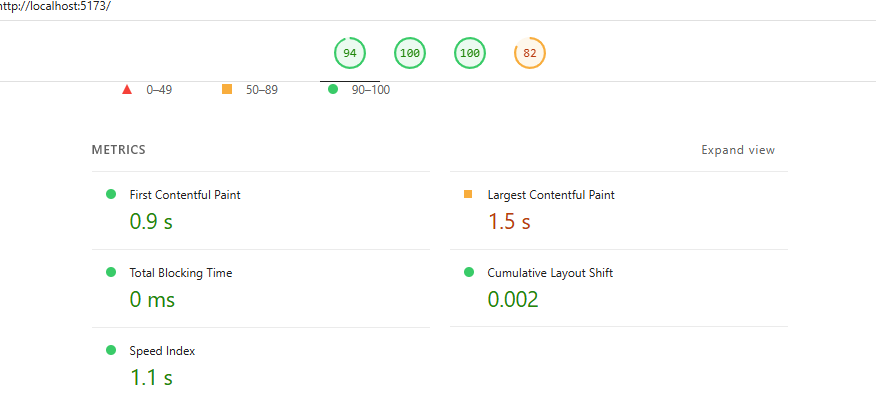 http://localhost:5173/
94 100 100 82
0–49 50–89 90–100
METRICS Expand view
First Contentful Paint
0.9 s
Largest Contentful Paint
1.5 s
Total Blocking Time
0 ms
Cumulative Layout Shift
0.002
Speed Index
1.1 s